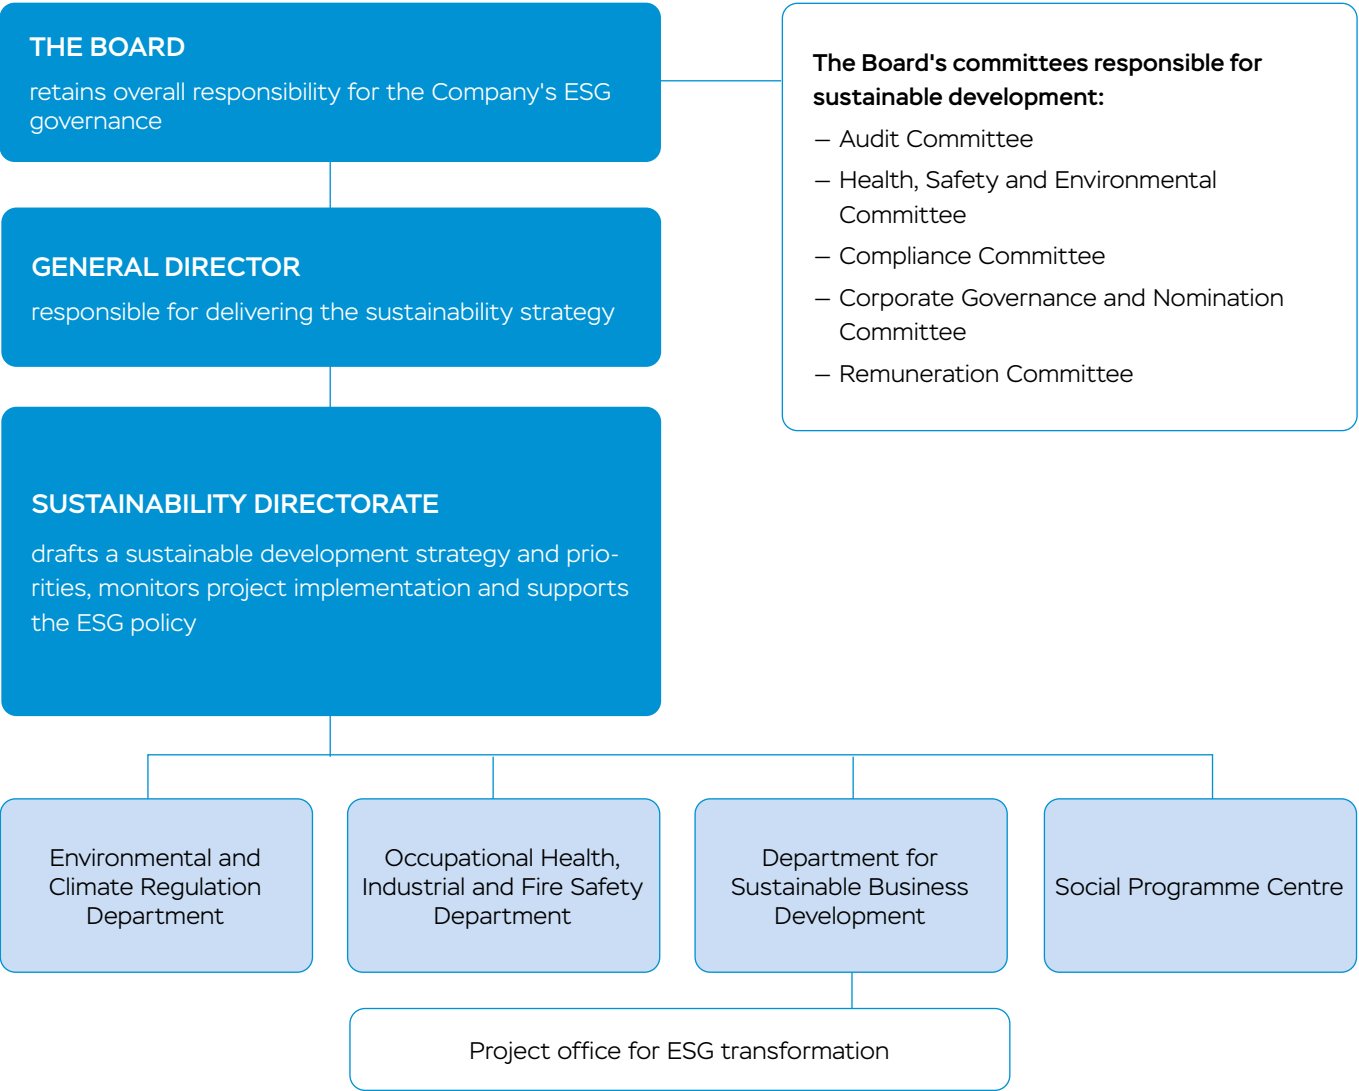 THE BOARD
retains overall responsibility for the Company's ESG
governance
The Board's committees responsible for
sustainable development:
— Audit Committee
— Health, Safety and Environmental
Committee
— Compliance Committee
— Corporate Governance and Nomination
Committee
— Remuneration Committee
GENERAL DIRECTOR
responsible for delivering the sustainability strategy
SUSTAINABILITY DIRECTORATE
drafts a sustainable development strategy and prio-
rities, monitors project implementation and supports
the ESG policy
Environmental and
Climate Regulation
Department
Occupational Health,
Industrial and Fire Safety
Department
Department for
Sustainable Business
Development
Social Programme Centre
Project office for ESG transformation